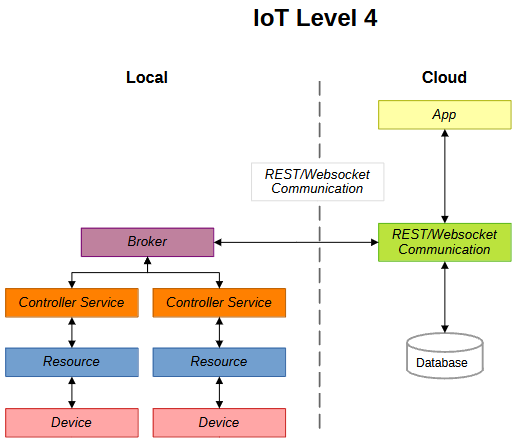 IoT Level 4
Local
Cloud
App
REST/Websocket
Communication
Broker
REST/Websocket
Communication
Controller Service
Controller Service
Resource
Resource
Database
Device
Device